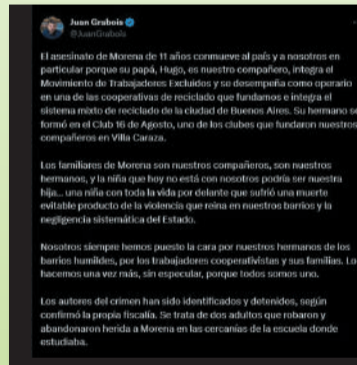 Juan Grabois
@JuanGrabois
El asesinato de Morena de 11 años conmueve al país y a nosotros en
particular porque su papá, Hugo, es nuestro compañero, integra el
Movimiento de Trabajadores Excluidos y se desempeña como operario
en una de las cooperativas de reciclado que fundamos e integra el
sistema mixto de reciclado de la ciudad de Buenos Aires. Su hermano se
formó en el Club 16 de Agosto, uno de los clubes que fundaron nuestros
compañeros en Villa Caraza.
Los familiares de Morena son nuestros compañeros, son nuestros
hermanos, y la niña que hoy no está con nosotros podría ser nuestra
hija... una niña con toda la vida por delante que sufrió una muerte
evitable producto de la violencia que reina en nuestros barrios y la
negligencia sistemática del Estado.
Nosotros siempre hemos puesto la cara por nuestros hermanos de los
barrios humildes, por los trabajadores cooperativistas y sus familias. Lo
hacemos una vez más, sin especular, porque todos somos uno.
Los autores del crimen han sido identificados y detenidos, según
confirmó la propia fiscalía. Se trata de dos adultos que robaron y
abandonaron herida a Morena en las cercanías de la escuela donde
estudiaba.